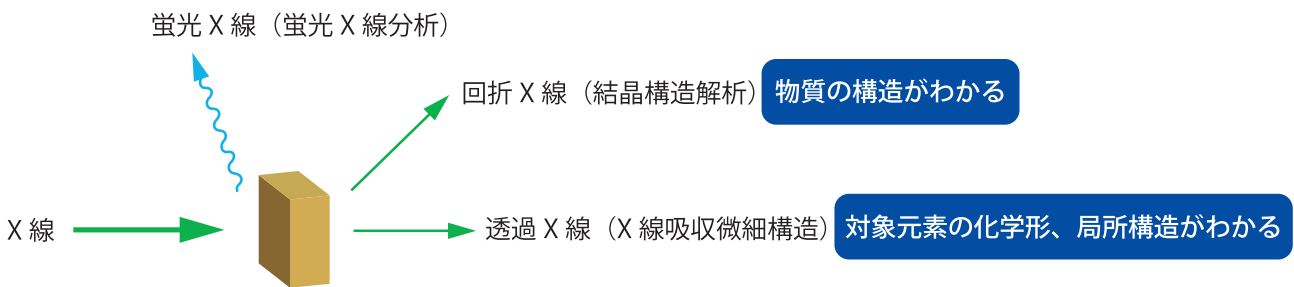 蛍光 X 線（蛍光 X 線分析）
回折 X 線（結晶構造解析） 物質の構造がわかる
X 線
透過 X 線（X 線吸収微細構造） 対象元素の化学形、局所構造がわかる